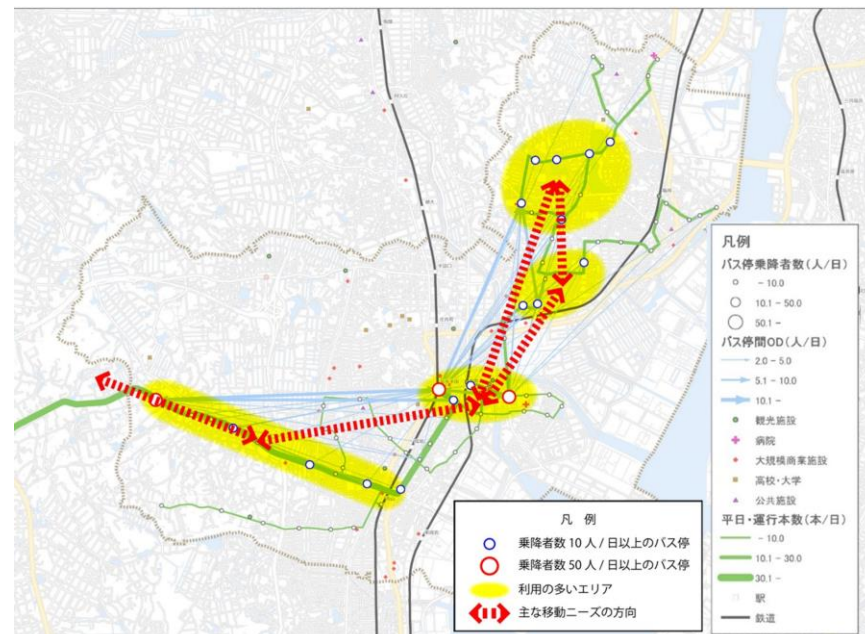 凡例
バス停乗降者数(人/日)
- 10.0
10.1 - 50.0
50.1 -
バス停間OD(人/日)
2.0 - 5.0
5.1 - 10.0
10.1 -
観光施設
病院
大規模商業施設
高校・大学
公共施設
平日・運行本数(本/日)
- 10.0
10.1 - 30.0
30.1 -
駅
鉄道
凡 例
乗降者数 10 人 / 日以上のバス停
乗降者数 50 人 / 日以上のバス停
利用の多いエリア
主な移動ニーズの方向